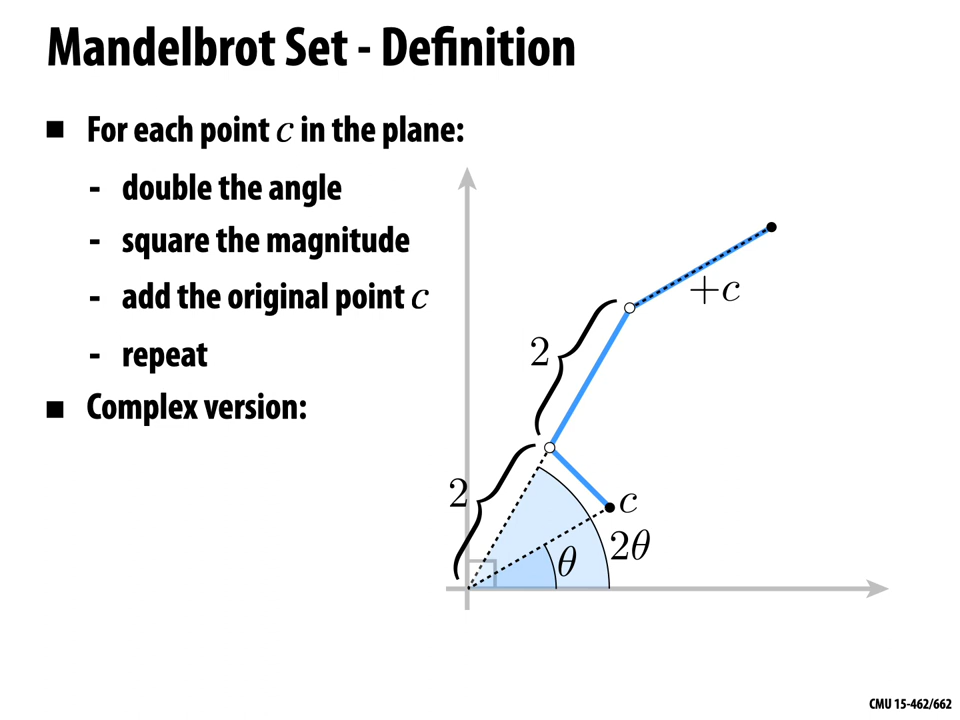 Mandelbrot Set - Definition
■ For each point c in the plane:
- double the angle
- square the magnitude
- add the original point c
- repeat
■ Complex version:
+c
2
2
c
2θ
θ
CMU 15-462/662